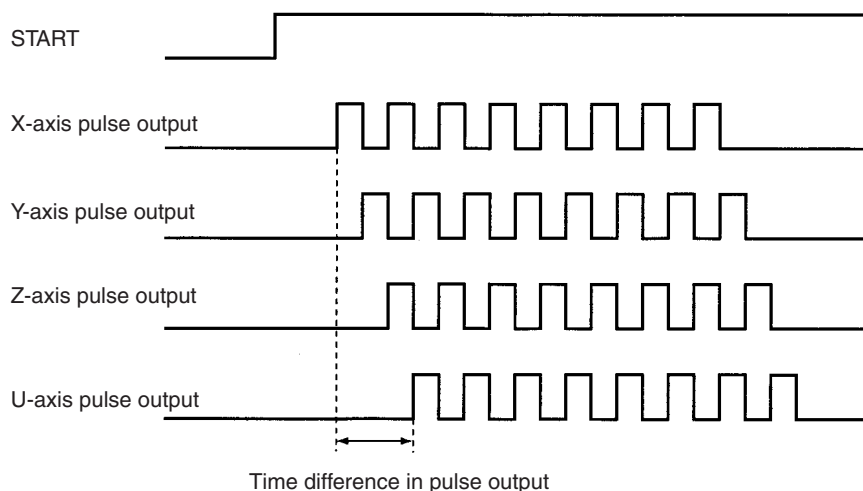 START
X-axis pulse output
Y-axis pulse output
Z-axis pulse output
U-axis pulse output
Time difference in pulse output